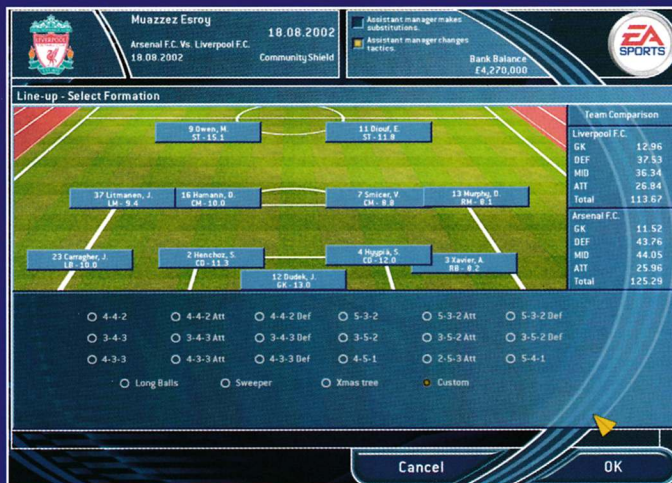 LIVERPOOL
Muazzez Esroy
Arsenal F.C. Vs. Liverpool F.C.
18.08.2002
18.08.2002
Community Shield
Assistant manager makes
substitutions.
Assistant manager changes
tactics.
Bank Balance
£4,270,000
EA
SPORTS
Line-up - Select Formation
9 Owen, M.
ST - 15.1
11 Diouf, E.
ST - 11.8
37 Litmanen, J.
LM - 9.4
16 Hamann, D.
CM - 10.0
7 Smicer, V.
CM - 8.8
13 Murphy, D.
RM - 8.1
23 Carragher, J.
LB - 10.0
2 Henchoz, S.
CD - 11.3
4 Hyypiä, S.
CD - 12.0
3 Xavier, A.
RB - 8.2
12 Dudek, J.
GK - 13.0
Team Comparison
Liverpool F.C.
GK 12.96
DEF 37.53
MID 36.34
ATT 26.84
Total 113.67
Arsenal F.C.
GK 11.52
DEF 43.76
MID 44.05
ATT 25.96
Total 125.29
4-4-2 4-4-2 Att 4-4-2 Def 5-3-2 5-3-2 Att 5-3-2 Def
3-4-3 3-4-3 Att 3-4-3 Def 3-5-2 3-5-2 Att 3-5-2 Def
4-3-3 4-3-3 Att 4-3-3 Def 4-5-1 2-5-3 Att 5-4-1
Long Balls Sweeper Xmas tree Custom
Cancel OK